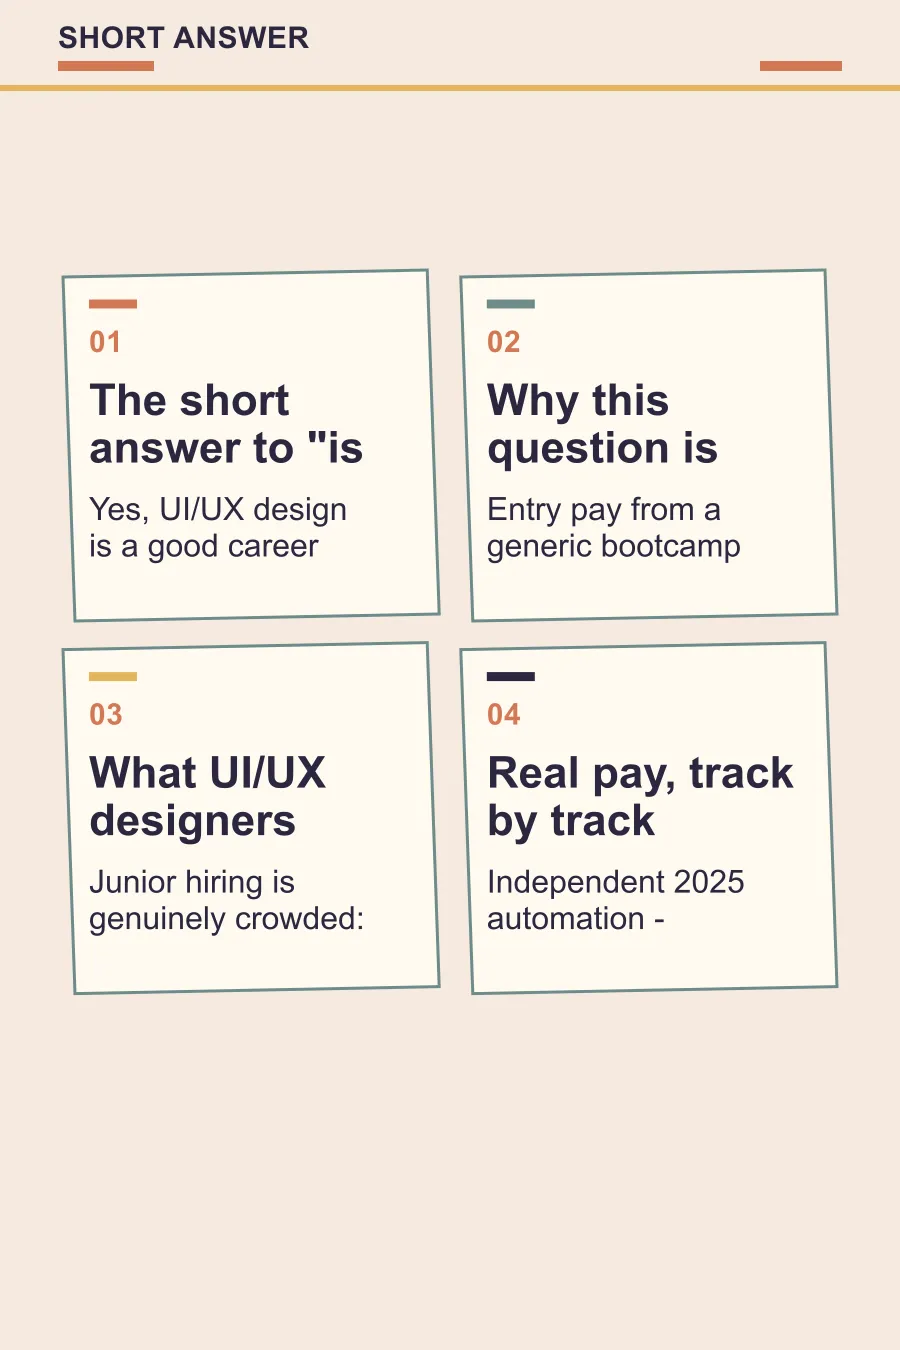 SHORT ANSWER
01
The short
answer to "is
Yes, UI/UX design
is a good career
02
Why this
question is
Entry pay from a
generic bootcamp
03
What UI/UX
designers
Junior hiring is
genuinely crowded:
04
Real pay, track
by track
Independent 2025
automation -